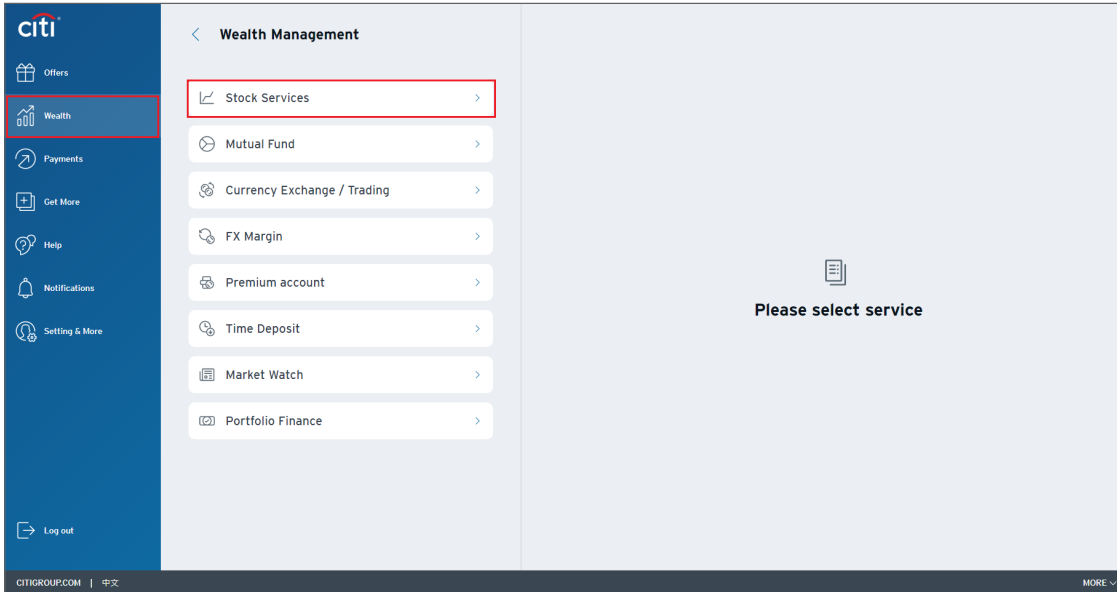 citi
Offers
Wealth
Payments
Get More
Help
Notifications
Setting & More
Log out
Wealth Management
Stock Services
Mutual Fund
Currency Exchange / Trading
FX Margin
Premium account
Time Deposit
Market Watch
Portfolio Finance
Please select service
CITIGROUP.COM | 中文
MORE